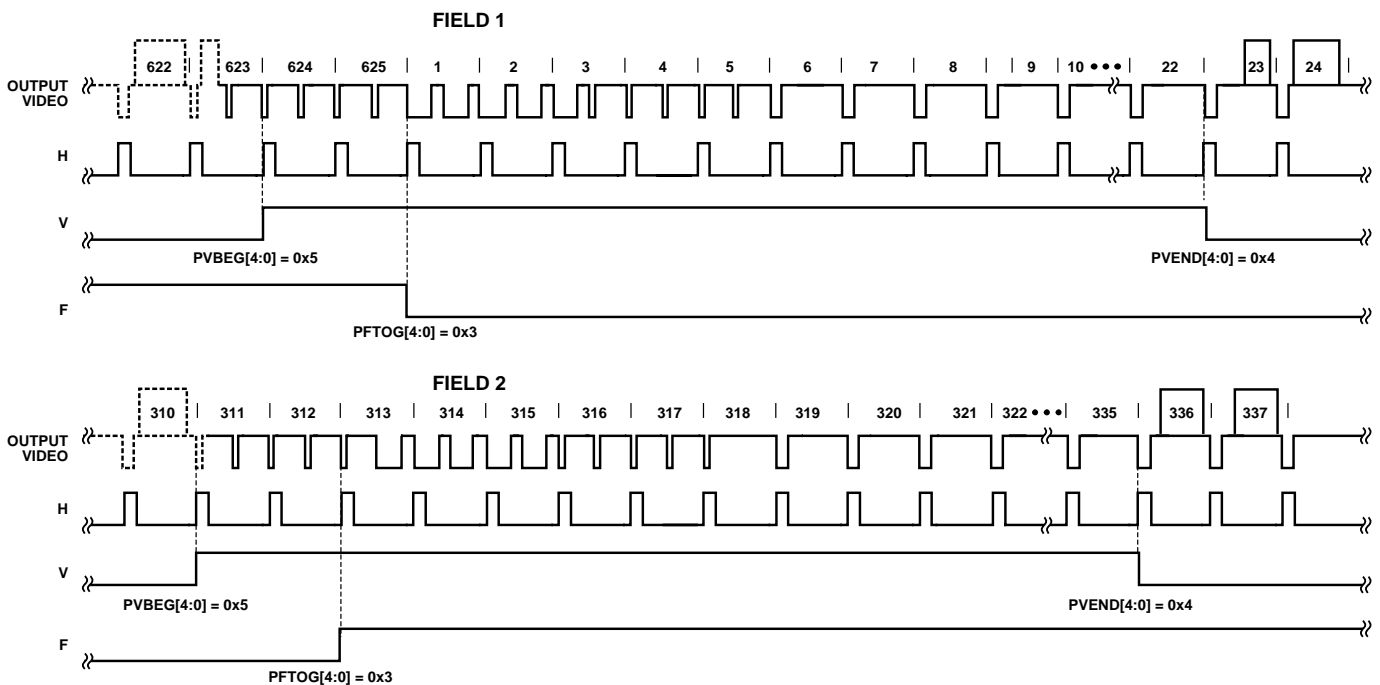 FIELD 1
622 623 624 625 1 2 3 4 5 6 7 8 9 10 ••• 22 23 24
OUTPUT
VIDEO
H
V
PVBEG[4:0] = 0x5 PVEND[4:0] = 0x4
F
PFTOG[4:0] = 0x3
FIELD 2
310 311 312 313 314 315 316 317 318 319 320 321 322 ••• 335 336 337
OUTPUT
VIDEO
H
V
PVBEG[4:0] = 0x5 PVEND[4:0] = 0x4
F
PFTOG[4:0] = 0x3